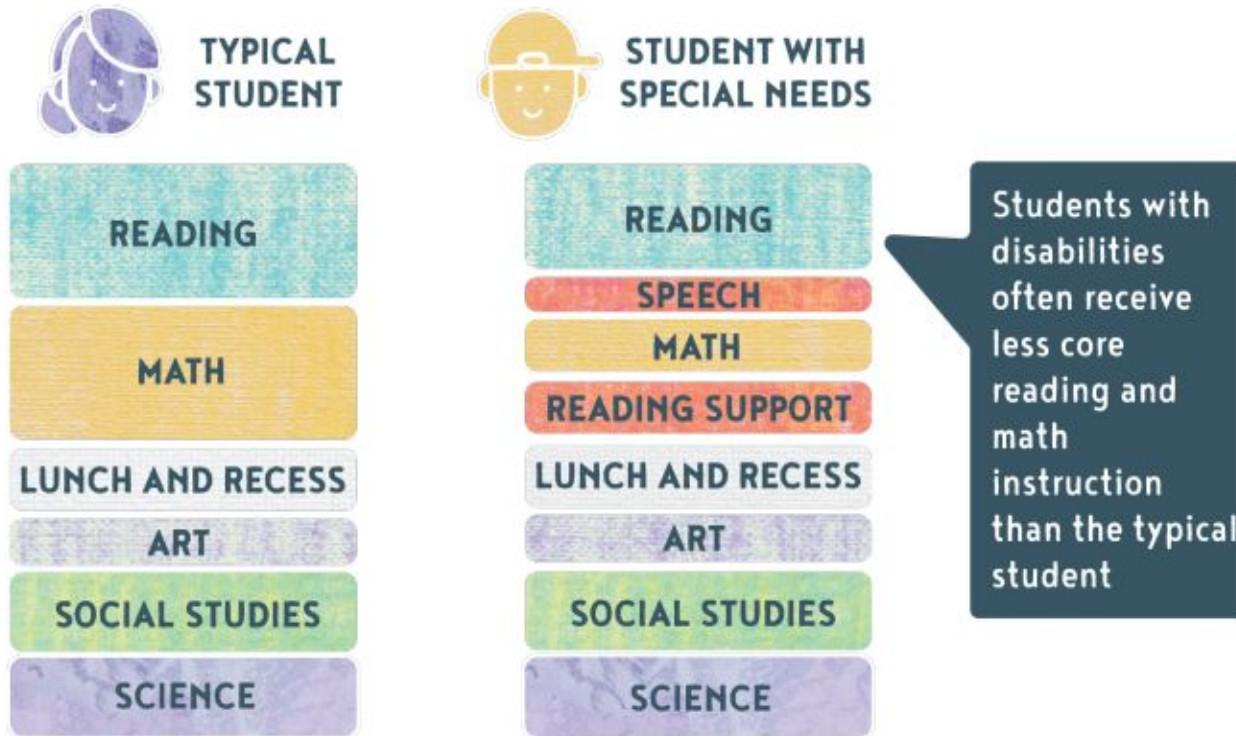 TYPICAL
STUDENT
READING
MATH
LUNCH AND RECESS
ART
SOCIAL STUDIES
SCIENCE
STUDENT WITH
SPECIAL NEEDS
READING
SPEECH
MATH
READING SUPPORT
LUNCH AND RECESS
ART
SOCIAL STUDIES
SCIENCE
Students with
disabilities
often receive
less core
reading and
math
instruction
than the typical
student